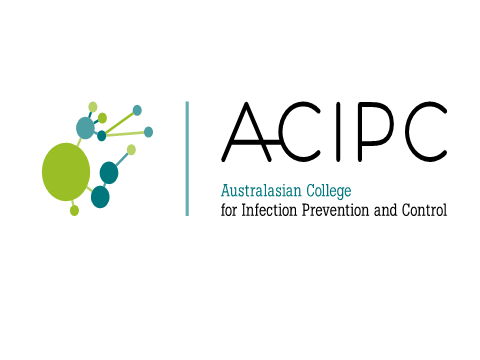 ACIPC
Australasian College
for Infection Prevention and Control